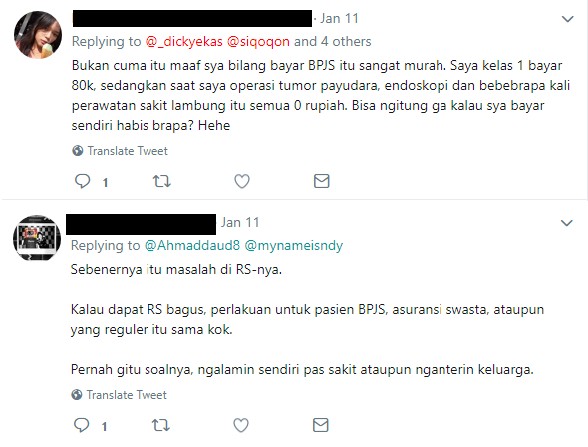 · Jan 11
Replying to @_dickyekas @siqoqon and 4 others
Bukan cuma itu maaf sya bilang bayar BPJS itu sangat murah. Saya kelas 1 bayar
80k, sedangkan saat saya operasi tumor payudara, endoskopi dan bebebrapa kali
perawatan sakit lambung itu semua 0 rupiah. Bisa ngitung ga kalau sya bayar
sendiri habis brapa? Hehe
Translate Tweet
1
Jan 11
Replying to @Ahmaddaud8 @mynameisndy
Sebenernya itu masalah di RS-nya.
Kalau dapat RS bagus, perlakuan untuk pasien BPJS, asuransi swasta, ataupun
yang reguler itu sama kok.
Pernah gitu soalnya, ngalamin sendiri pas sakit ataupun nganterin keluarga.
Translate Tweet
1